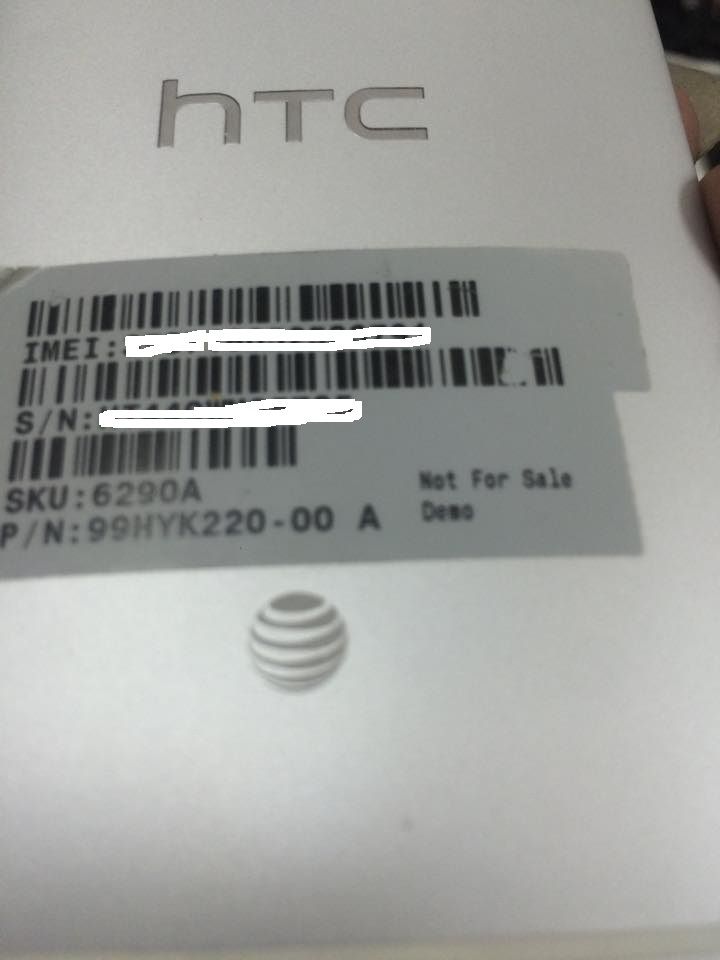 hTC
IMEI:
S/N:
SKU:6290A
P/N:99HYK220-00 A
Not For Sale
Demo